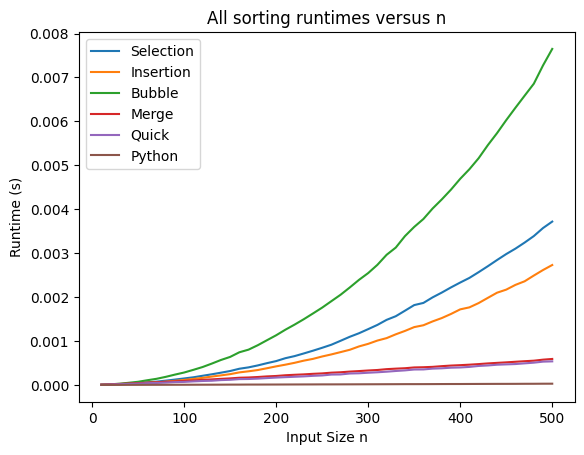 All sorting runtimes versus n
Runtime (s)
0.008
0.007
0.006
0.005
0.004
0.003
0.002
0.001
0.000
Selection
Insertion
Bubble
Merge
Quick
Python
0 100 200 300 400 500
Input Size n